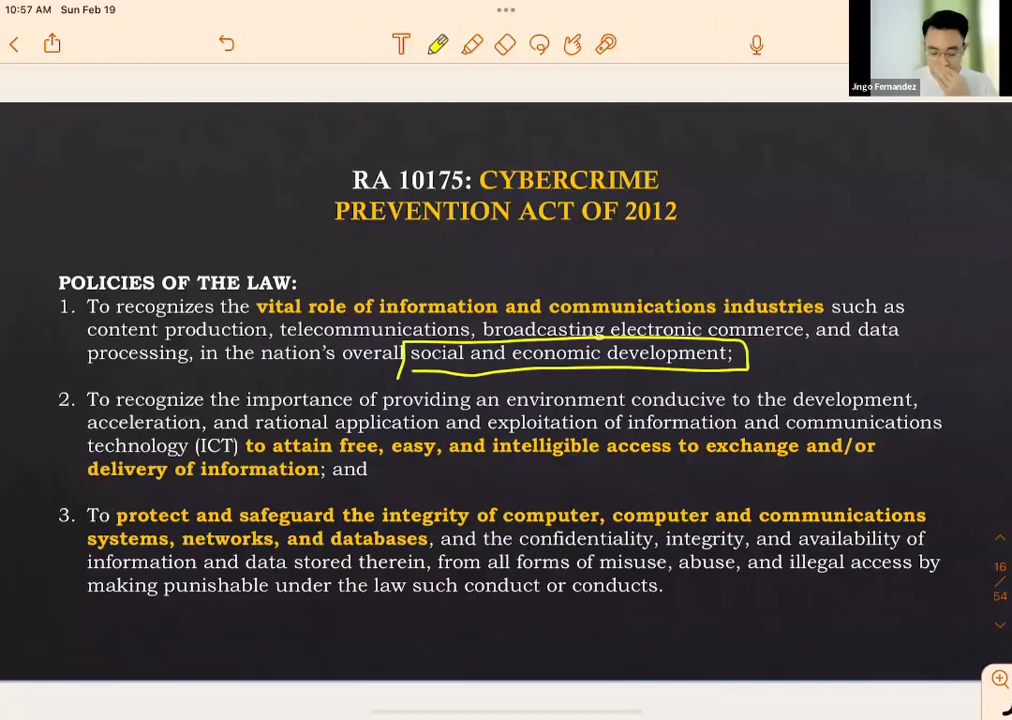 10:57 AM Sun Feb 19
Jingo Fernandez
RA 10175: CYBERCRIME
PREVENTION ACT OF 2012
POLICIES OF THE LAW:
1. To recognizes the vital role of information and communications industries such as
content production, telecommunications, broadcasting electronic commerce, and data
processing, in the nation's overall social and economic development;
2. To recognize the importance of providing an environment conducive to the development,
acceleration, and rational application and exploitation of information and communications
technology (ICT) to attain free, easy, and intelligible access to exchange and/or
delivery of information; and
3. To protect and safeguard the integrity of computer, computer and communications
systems, networks, and databases, and the confidentiality, integrity, and availability of
information and data stored therein, from all forms of misuse, abuse, and illegal access by
making punishable under the law such conduct or conducts.
16
/
54